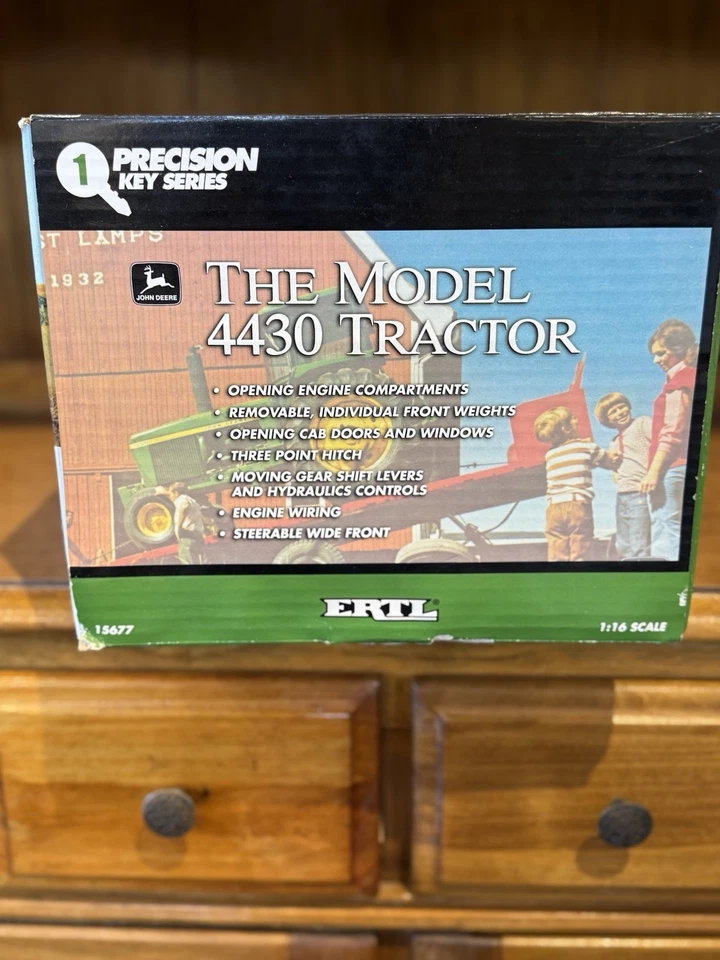 1 PRECISION
KEY SERIES
ST LAMPS
1932
JOHN DEERE
THE MODEL
4430 TRACTOR
• OPENING ENGINE COMPARTMENTS
• REMOVABLE, INDIVIDUAL FRONT WEIGHTS
• OPENING CAB DOORS AND WINDOWS
• THREE POINT HITCH
• MOVING GEAR SHIFT LEVERS
AND HYDRAULICS CONTROLS
• ENGINE WIRING
• STEERABLE WIDE FRONT
ERTL®
15677
1:16 SCALE